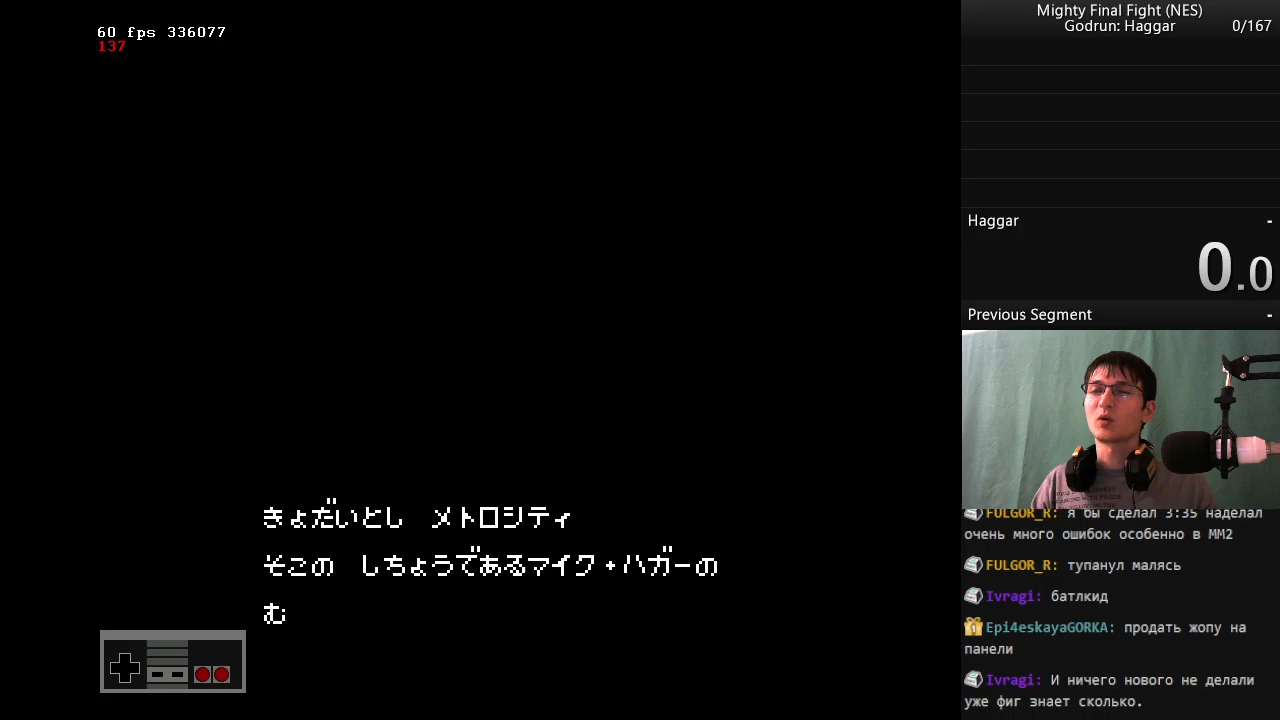 60 fps 336077
137
きょだいとし メトロシティ
そこの しちょうであるマイク・ハガーの
む
Mighty Final Fight (NES)
Godrun: Haggar 0/167
Haggar -
0.0
Previous Segment -
FULGOR_R: я бы сделал 3:35 наделал
очень много ошибок особенно в ММ2
FULGOR_R: тупанул малясь
Ivragi: батлкид
Epi4eskayaGORKA: продать жопу на
панели
Ivragi: И ничего нового не делали
уже фиг знает сколько.